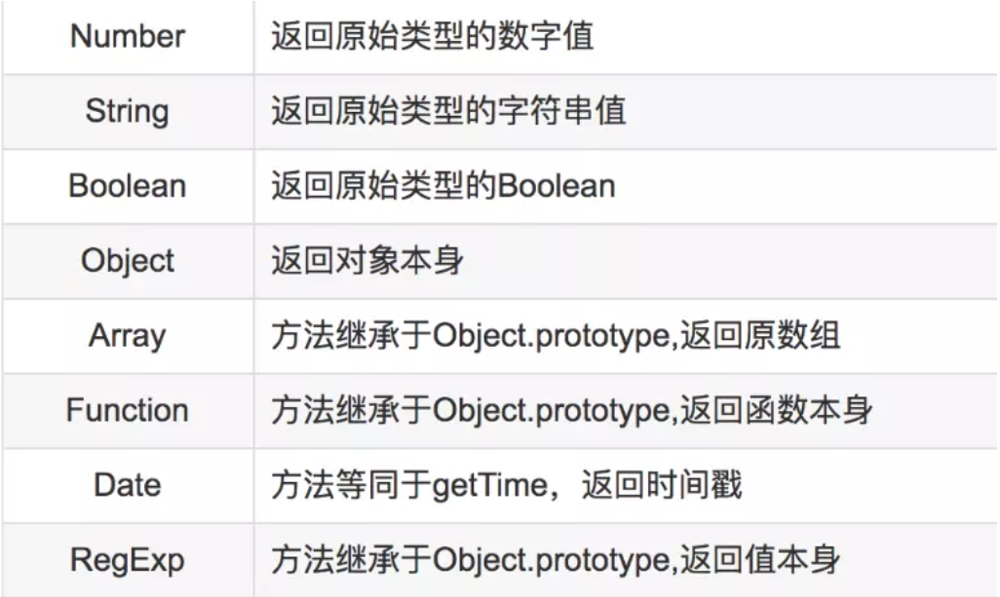 Number 返回原始类型的数字值
String 返回原始类型的字符串值
Boolean 返回原始类型的Boolean
Object 返回对象本身
Array 方法继承于Object.prototype,返回原数组
Function 方法继承于Object.prototype,返回函数本身
Date 方法等同于getTime，返回时间戳
RegExp 方法继承于Object.prototype,返回值本身